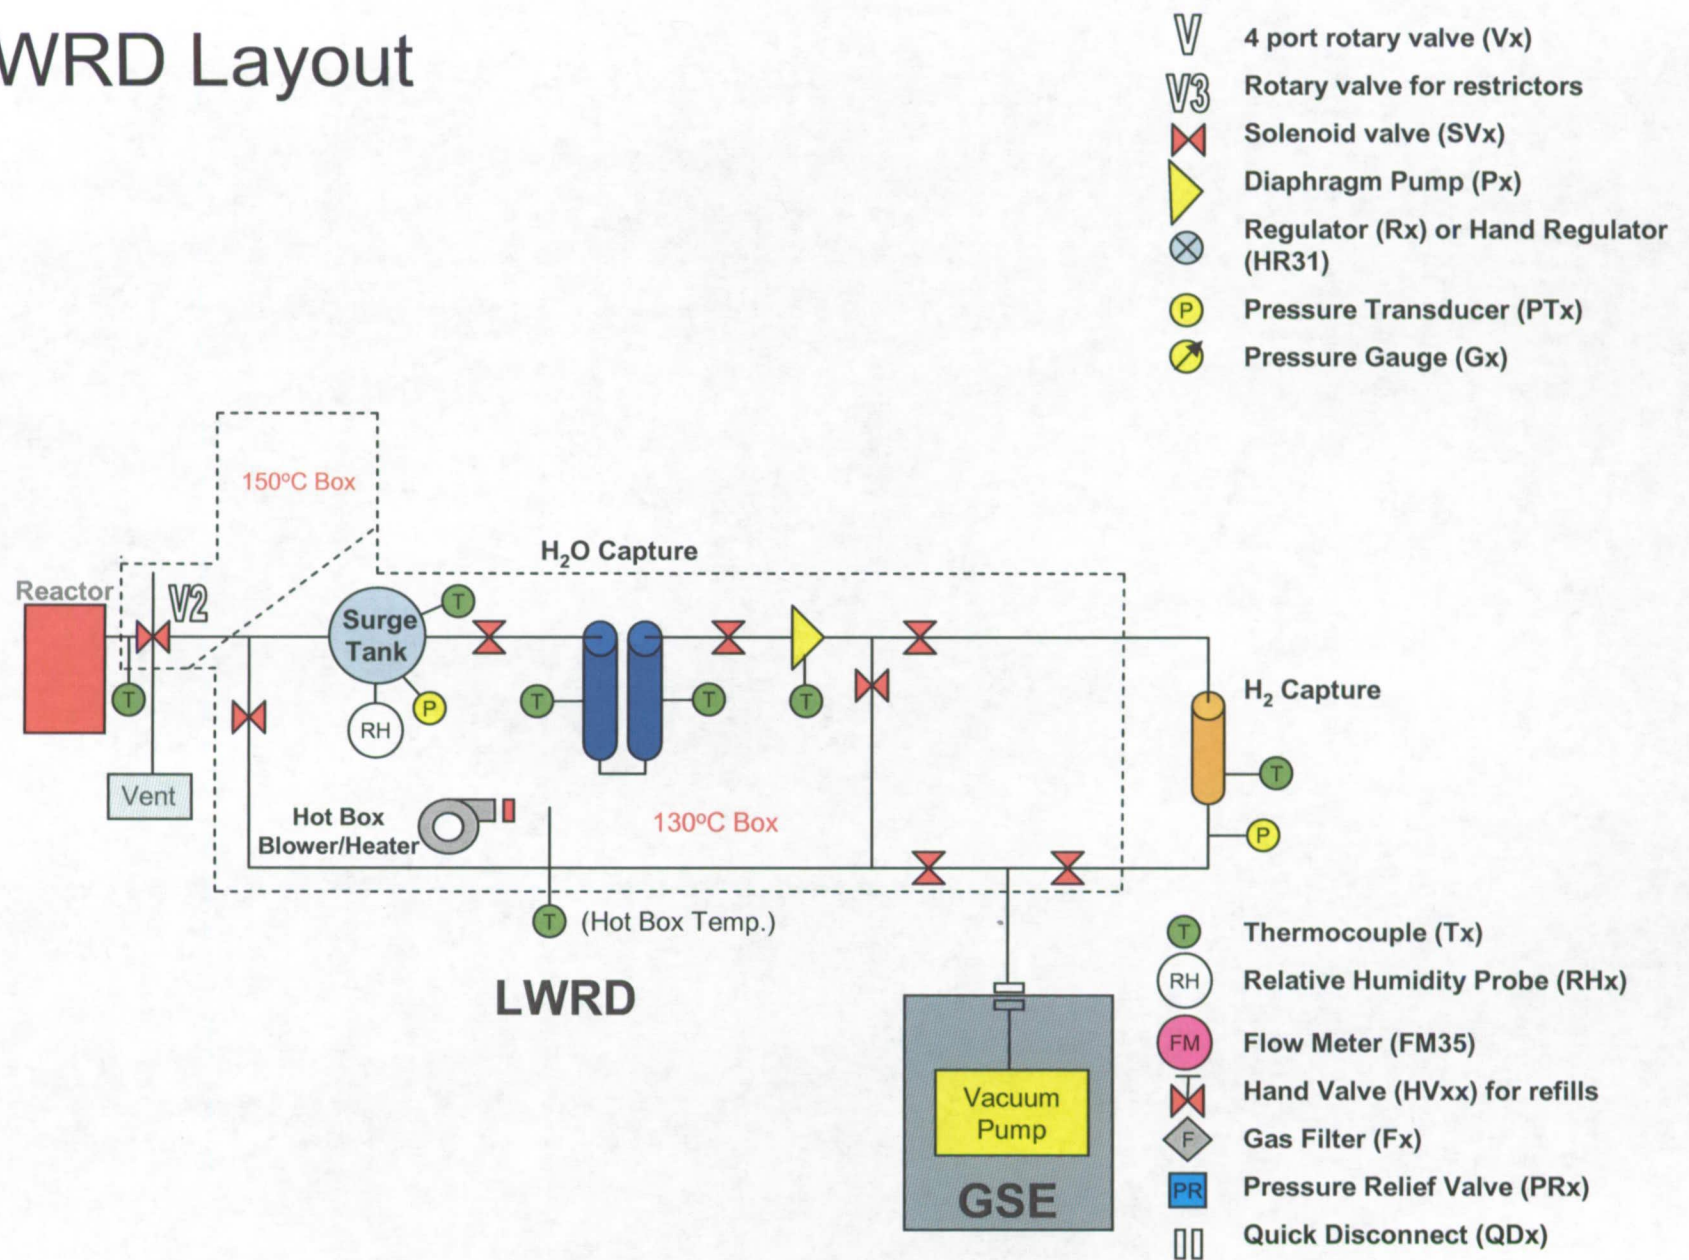 WRD Layout
V 4 port rotary valve (Vx)
V3 Rotary valve for restrictors
Solenoid valve (SVx)
Diaphragm Pump (Px)
Regulator (Rx) or Hand Regulator
(HR31)
P Pressure Transducer (PTx)
Pressure Gauge (Gx)
150°C Box
H₂O Capture
Reactor
V2
T
Surge
Tank
T
RH
P
T
T
T
T
H₂ Capture
T
P
Vent
Hot Box
Blower/Heater
130°C Box
T (Hot Box Temp.)
LWRD
Vacuum
Pump
GSE
T Thermocouple (Tx)
RH Relative Humidity Probe (RHx)
FM Flow Meter (FM35)
Hand Valve (HVxx) for refills
F Gas Filter (Fx)
PR Pressure Relief Valve (PRx)
Quick Disconnect (QDx)